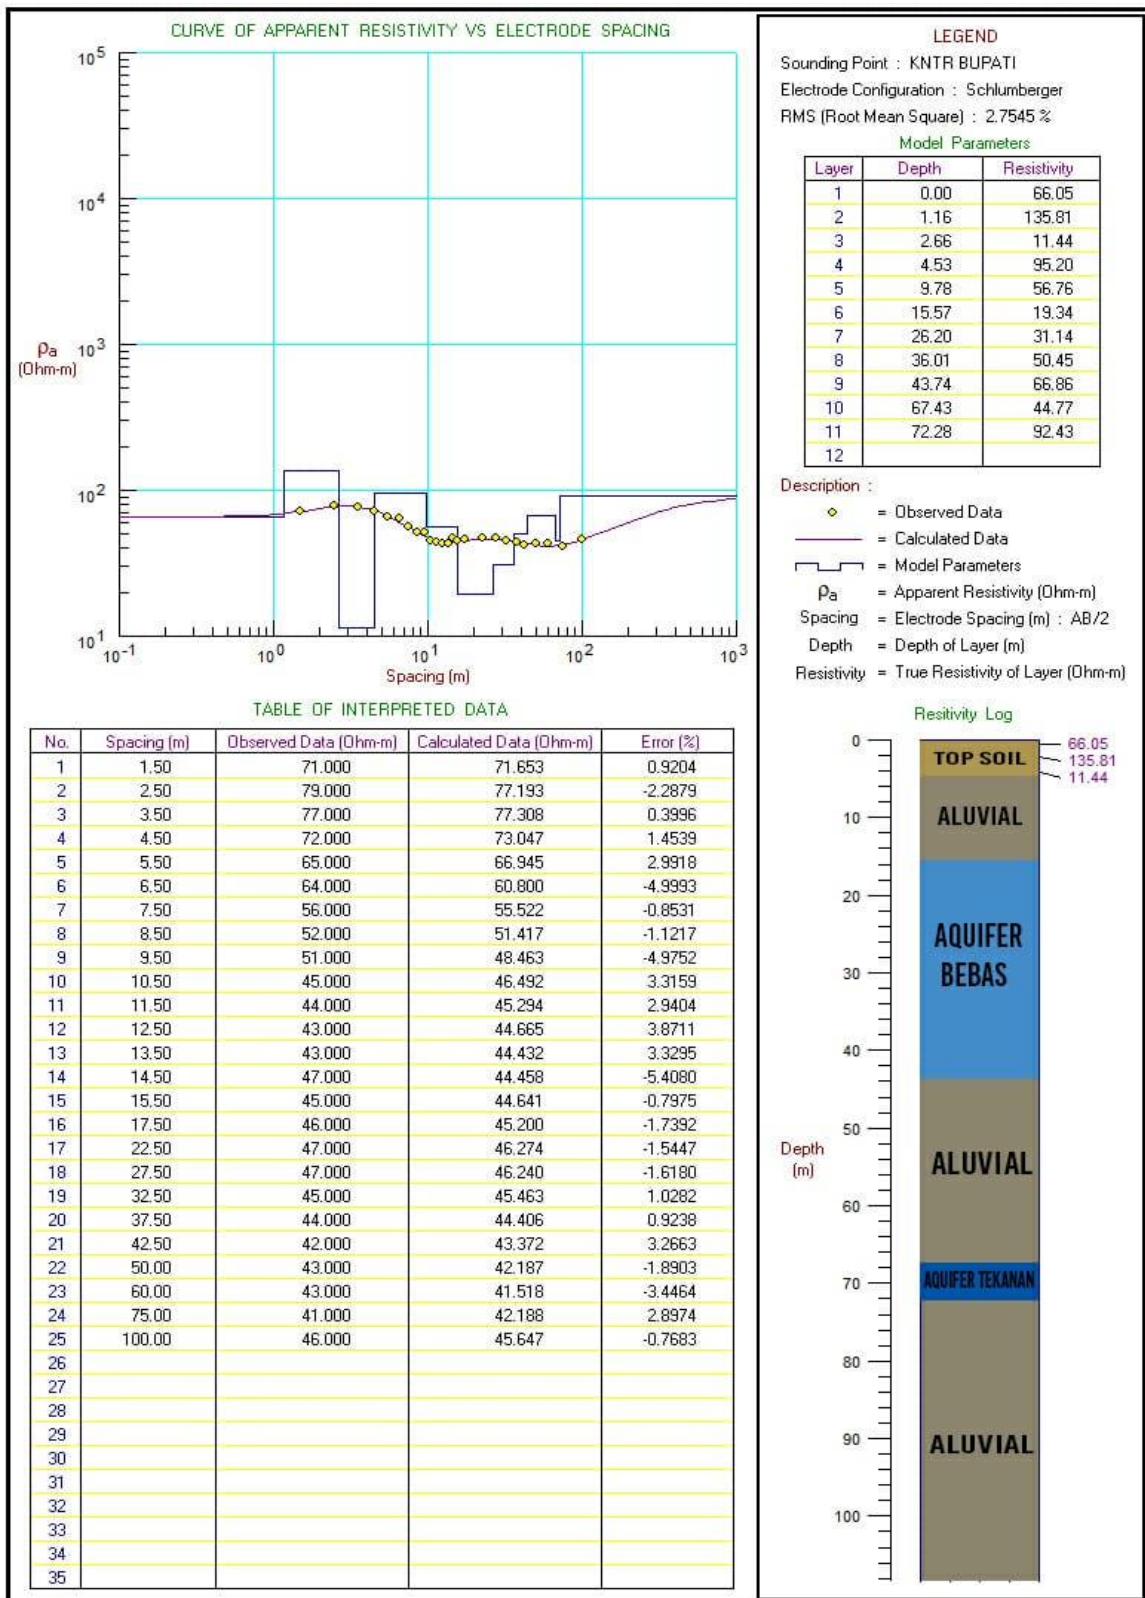 CURVE OF APPARENT RESISTIVITY VS ELECTRODE SPACING
10^5
10^4
10^3
10^2
10^1
ρa
(Ohm-m)
10^-1 10^0 10^1 10^2 10^3
Spacing (m)
TABLE OF INTERPRETED DATA
No. Spacing (m) Observed Data (Ohm-m) Calculated Data (Ohm-m) Error (%)
1 1.50 71.000 71.653 0.9204
2 2.50 79.000 77.193 -2.2879
3 3.50 77.000 77.308 0.3996
4 4.50 72.000 73.047 1.4539
5 5.50 65.000 66.945 2.9918
6 6.50 64.000 60.800 -4.9993
7 7.50 56.000 55.522 -0.8531
8 8.50 52.000 51.417 -1.1217
9 9.50 51.000 48.463 -4.9752
10 10.50 45.000 46.492 3.3159
11 11.50 44.000 45.294 2.9404
12 12.50 43.000 44.665 3.8711
13 13.50 43.000 44.432 3.3295
14 14.50 47.000 44.458 -5.4080
15 15.50 45.000 44.641 -0.7975
16 17.50 46.000 45.200 -1.7392
17 22.50 47.000 46.274 -1.5447
18 27.50 47.000 46.240 -1.6180
19 32.50 45.000 45.463 1.0282
20 37.50 44.000 44.406 0.9238
21 42.50 42.000 43.372 3.2663
22 50.00 43.000 42.187 -1.8903
23 60.00 43.000 41.518 -3.4464
24 75.00 41.000 42.188 2.8974
25 100.00 46.000 45.647 -0.7683
26
27
28
29
30
31
32
33
34
35
LEGEND
Sounding Point : KNTR BUPATI
Electrode Configuration : Schlumberger
RMS (Root Mean Square) : 2.7545 %
Model Parameters
Layer Depth Resistivity
1 0.00 66.05
2 1.16 135.81
3 2.66 11.44
4 4.53 95.20
5 9.78 56.76
6 15.57 19.34
7 26.20 31.14
8 36.01 50.45
9 43.74 66.86
10 67.43 44.77
11 72.28 92.43
12
Description :
= Observed Data
= Calculated Data
= Model Parameters
ρa = Apparent Resistivity (Ohm-m)
Spacing = Electrode Spacing (m) : AB/2
Depth = Depth of Layer (m)
Resistivity = True Resistivity of Layer (Ohm-m)
Resitivity Log
0
10
20
30
40
50
60
70
80
90
100
Depth
(m)
66.05
135.81
11.44
TOP SOIL
ALUVIAL
AQUIFER
BEBAS
ALUVIAL
AQUIFER TEKANAN
ALUVIAL